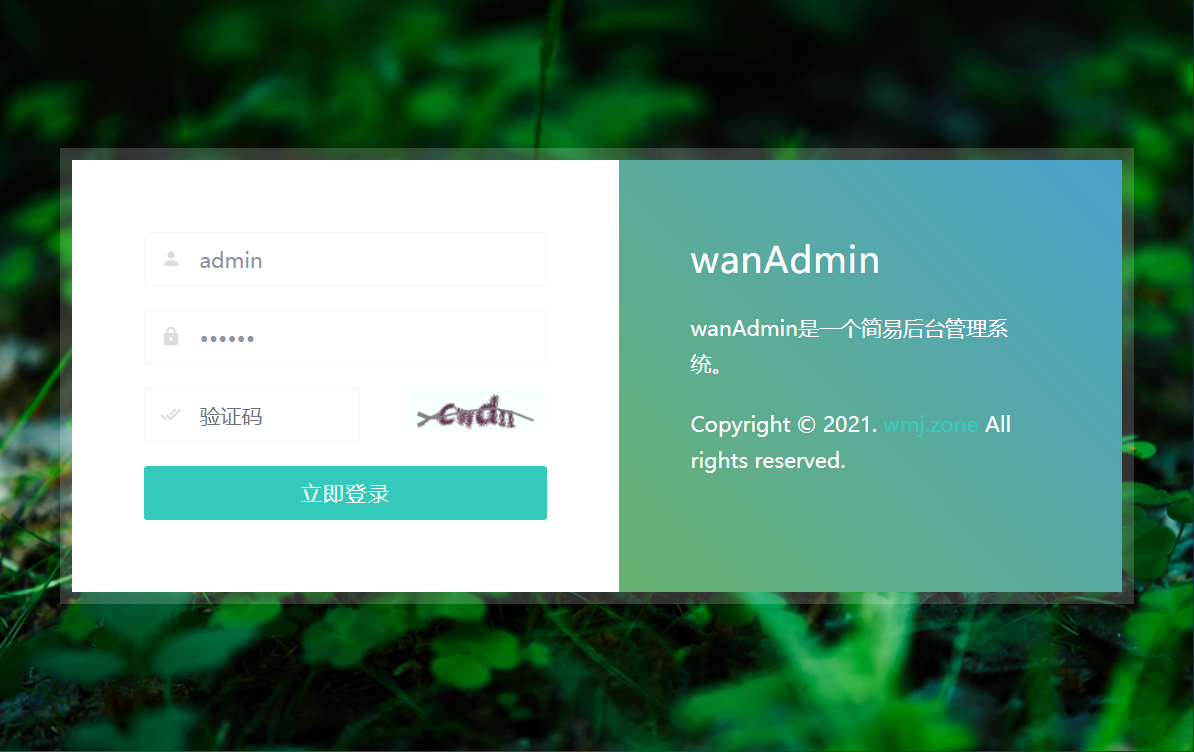 admin
••••••
验证码
立即登录
wanAdmin
wanAdmin是一个简易后台管理系
统。
Copyright © 2021. wmj.zone All
rights reserved.